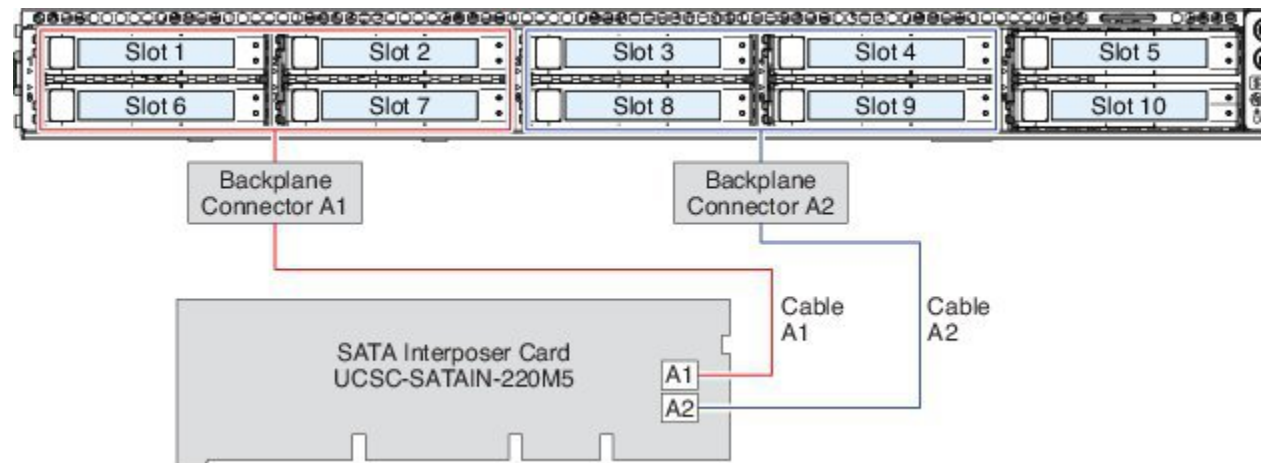 Slot 1
Slot 2
Slot 3
Slot 4
Slot 5
Slot 6
Slot 7
Slot 8
Slot 9
Slot 10
Backplane
Connector A1
Backplane
Connector A2
Cable
A1
Cable
A2
SATA Interposer Card
UCSC-SATAIN-220M5
A1
A2